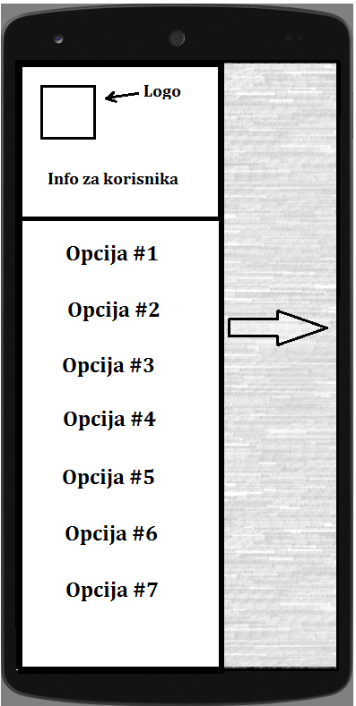 Logo
Info za korisnika
Opcija #1
Opcija #2
Opcija #3
Opcija #4
Opcija #5
Opcija #6
Opcija #7